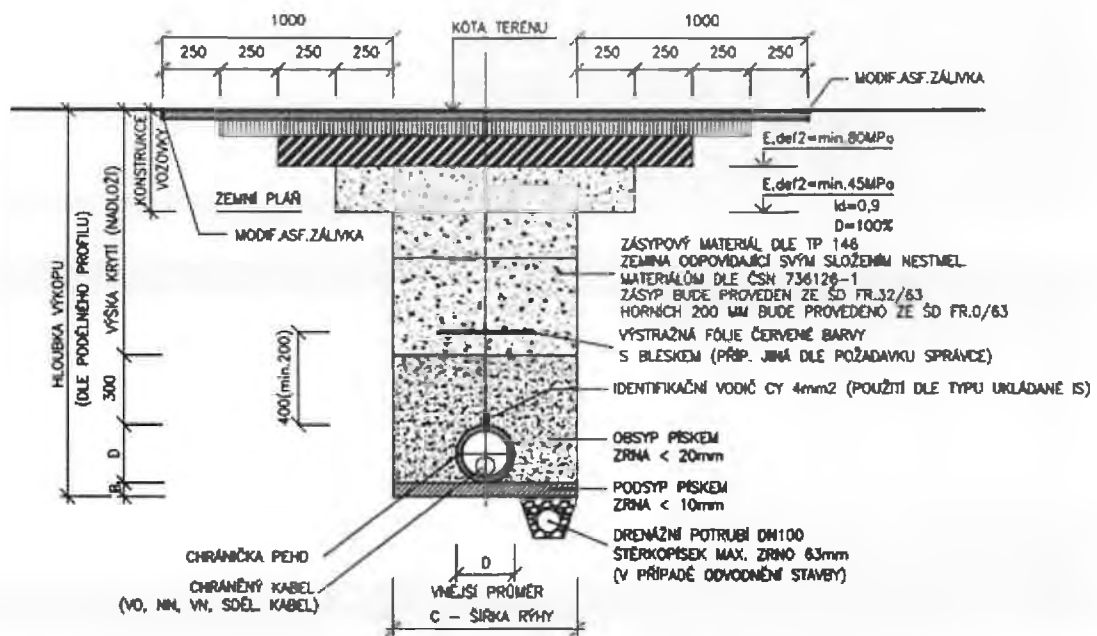 1000
1000
KÓTA TERÉNU
250 250 250 250
250 250 250 250
MODIF.ASF.ZÁLIVKA
KONSTRUKCE
VOZOVKY
E,def2=min.80MPa
E,def2=min.45MPa
Id=0,9
D=100%
ZEMNÍ PLÁŇ
MODIF.ASF.ZÁLIVKA
HLOUBKA VÝKOPU
(DLE PODÉLNÉHO PROFILU)
VÝŠKA KRYTÍ (NADLOŽÍ)
300
D
B
400(min.200)
ZÁSYPOVÝ MATERIÁL DLE TP 146
ZEMINA ODPOVÍDAJÍCÍ SVÝM SLOŽENÍM NESTMEL.
MATERIÁLŮM DLE ČSN 736126-1
ZÁSYP BUDE PROVEDEN ZE ŠD FR.32/63
HORNÍCH 200 MM BUDE PROVEDENO ZE ŠD FR.0/63
VÝSTRAŽNÁ FÓLIE ČERVENÉ BARVY
S BLESKEM (PŘÍP. JINÁ DLE POŽADAVKU SPRÁVCE)
IDENTIFIKAČNÍ VODIČ CY 4mm2 (POUŽITÍ DLE TYPU UKLÁDANÉ IS)
OBSYP PÍSKEM
ZRNA < 20mm
PODSYP PÍSKEM
ZRNA < 10mm
DRENÁŽNÍ POTRUBÍ DN100
ŠTĚRKOPÍSEK MAX. ZRNO 63mm
(V PŘÍPADĚ ODVODNĚNÍ STAVBY)
CHRÁNIČKA PEHD
CHRÁNĚNÝ KABEL
(VO, NN, VN, SDĚL. KABEL)
D
VNĚJŠÍ PRŮMĚR
C - ŠÍŘKA RÝHY